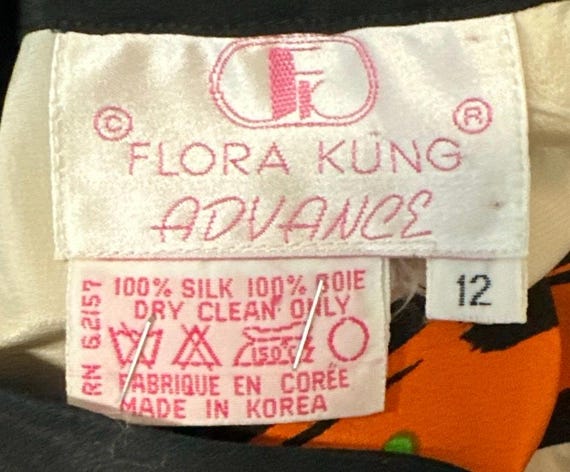 FK
© ®
FLORA KUNG
ADVANCE
12
100% SILK 100% SOIE
DRY CLEAN ONLY
150.C
FABRIQUE EN CORÉE
MADE IN KOREA
RN 62157